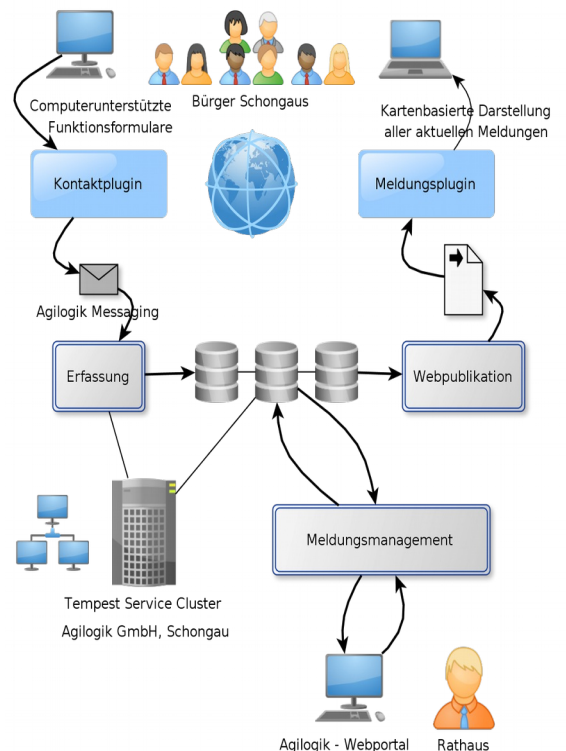 Computerunterstützte
Funktionsformulare
Bürger Schongaus
Kartenbasierte Darstellung
aller aktuellen Meldungen
Kontaktplugin
Meldungsplugin
Agilogik Messaging
Erfassung
Webpublikation
Meldungsmanagement
Tempest Service Cluster
Agilogik GmbH, Schongau
Agilogik - Webportal
Rathaus